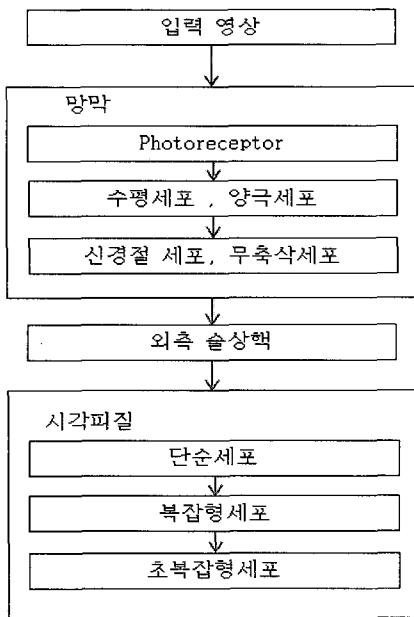 입력 영상
망막
Photoreceptor
수평세포 , 양극세포
신경절 세포, 무축삭세포
외측 슬상핵
시각피질
단순세포
복잡형세포
초복잡형세포